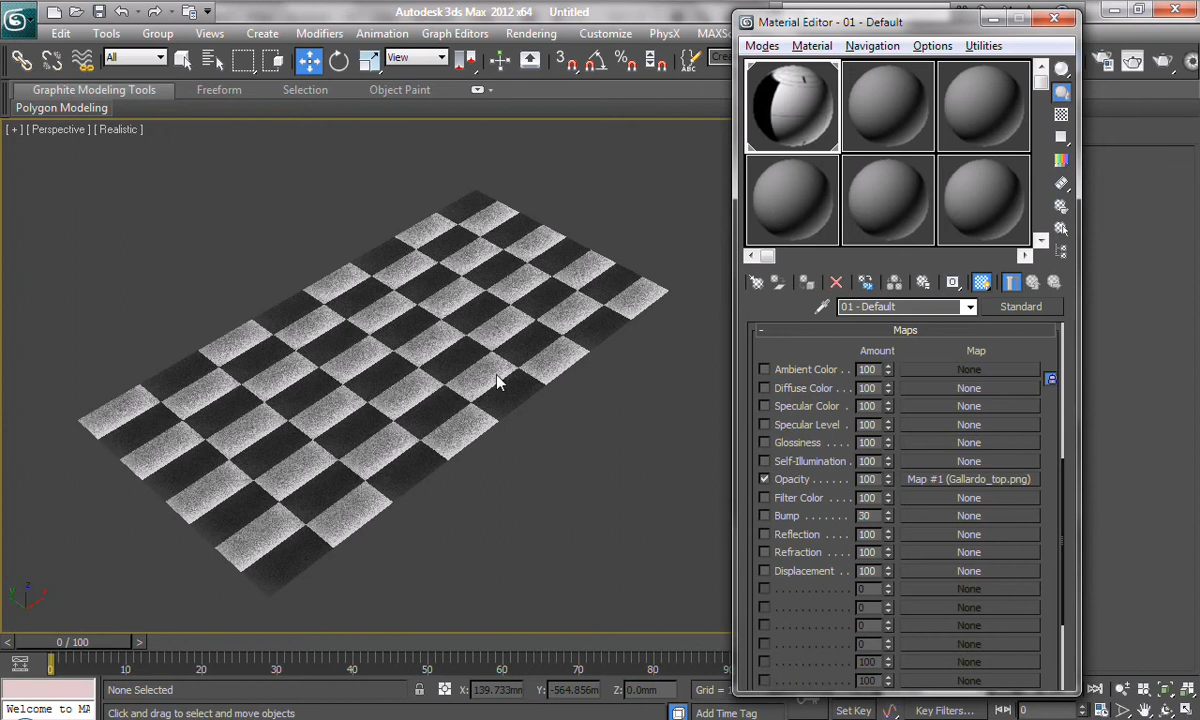 Autodesk 3ds Max 2012 x64 Untitled
Edit Tools Group Views Create Modifiers Animation Graph Editors Rendering Customize PhysX MAXS
All View 3 Crea
Graphite Modeling Tools Freeform Selection Object Paint
Polygon Modeling
[ + ] [ Perspective ] [ Realistic ]
Material Editor - 01 - Default
Modes Material Navigation Options Utilities
01 - Default Standard
- Maps
Amount Map
Ambient Color . . 100 None
Diffuse Color . . . 100 None
Specular Color . 100 None
Specular Level . 100 None
Glossiness . . . . 100 None
Self-Illumination . 100 None
Opacity . . . . . . 100 Map #1 (Gallardo_top.png)
Filter Color . . . . 100 None
Bump . . . . . . . 30 None
Reflection . . . . 100 None
Refraction . . . . 100 None
Displacement . . 100 None
. . . . . . . . . . . 0 None
. . . . . . . . . . . 0 None
. . . . . . . . . . . 0 None
. . . . . . . . . . . 0 None
. . . . . . . . . . . 100 None
. . . . . . . . . . . 100 None
z y x
< 0 / 100 >
0 10 20 30 40 50 60 70 80
None Selected X: 139.733mm Y: -564.856m Z: 0.0mm Grid = 1
Welcome to MA Click and drag to select and move objects Add Time Tag Set Key Key Filters... 0